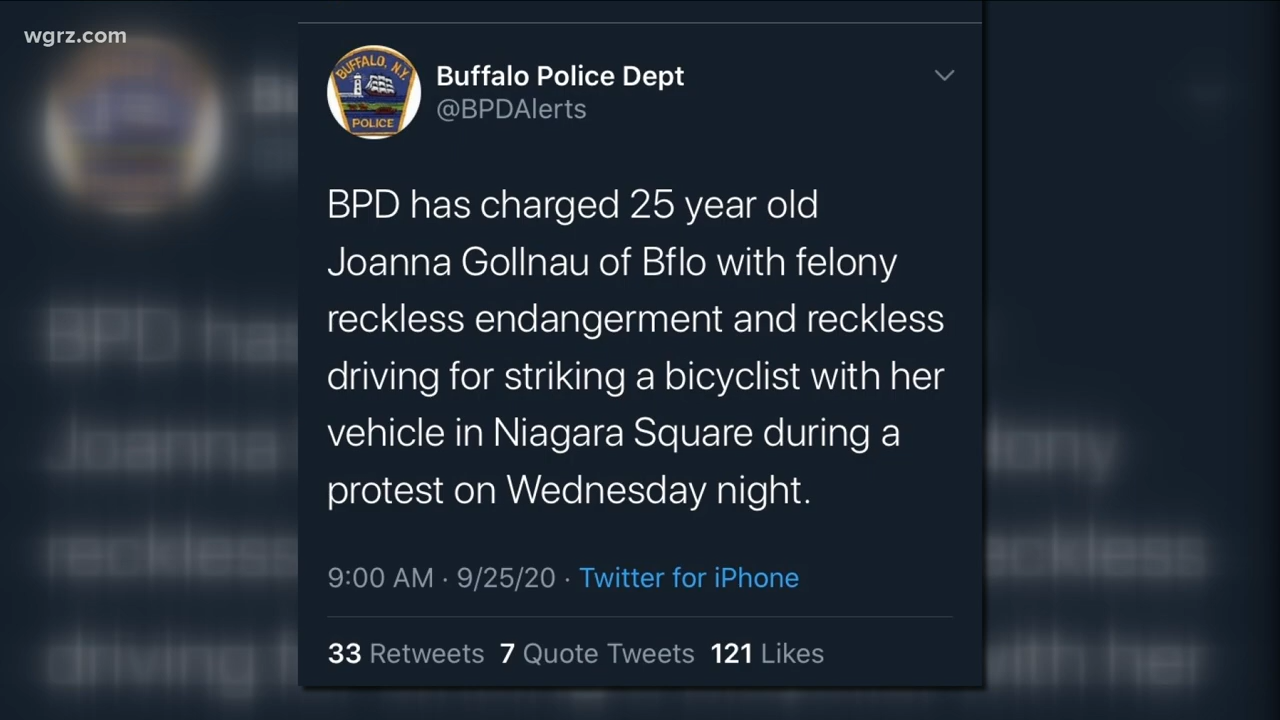 wgrz.com
BUFFALO, N.Y.
POLICE
Buffalo Police Dept
@BPDAlerts
BPD has charged 25 year old
Joanna Gollnau of Bflo with felony
reckless endangerment and reckless
driving for striking a bicyclist with her
vehicle in Niagara Square during a
protest on Wednesday night.
9:00 AM · 9/25/20 · Twitter for iPhone
33 Retweets 7 Quote Tweets 121 Likes